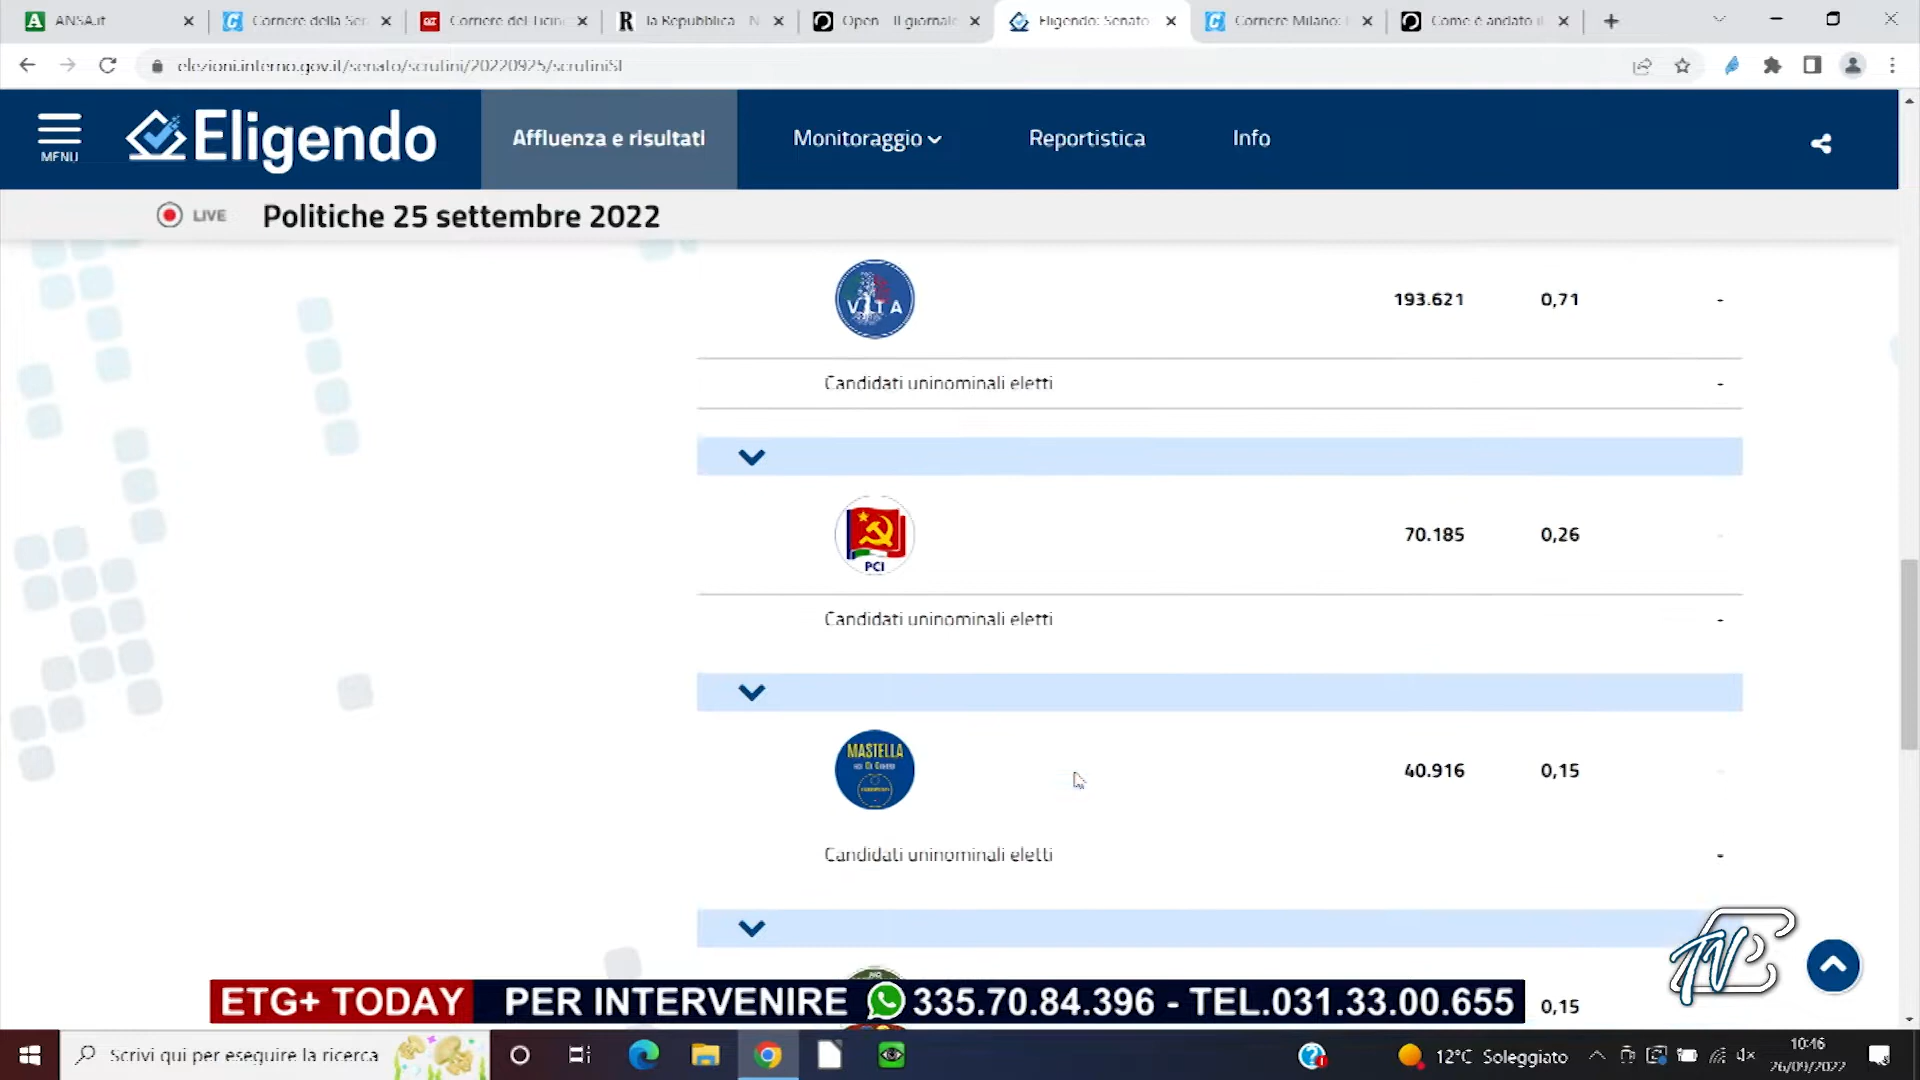 ANSA.it
Corriere della Ser
Corriere del Ticin
la Repubblica - N
Open - Il giornale
Eligendo: Senato
Corriere Milano:
Come è andato il
elezioni.interno.gov.it/senato/scrutini/20220925/scrutiniSI
MENU
Eligendo
Affluenza e risultati
Monitoraggio
Reportistica
Info
LIVE
Politiche 25 settembre 2022
VITA
193.621 0,71 -
Candidati uninominali eletti -
PCI
70.185 0,26 -
Candidati uninominali eletti -
MASTELLA
40.916 0,15 -
Candidati uninominali eletti -
0,15
ETG+ TODAY
PER INTERVENIRE 335.70.84.396 - TEL.031.33.00.655
Scrivi qui per eseguire la ricerca
12°C Soleggiato
10:46
26/09/2022